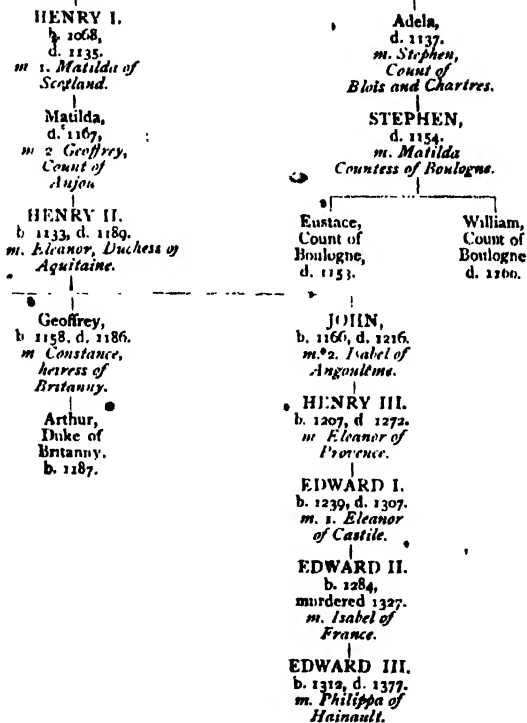 HENRY I.
b. 1068,
d. 1135.
m 1. Matilda of
Scotland.
Adela,
d. 1137.
m. Stephen,
Count of
Blois and Chartres.
Matilda,
d. 1167,
m 2 Geoffrey,
Count of
Anjou
STEPHEN,
d. 1154.
m. Matilda
Countess of Boulogne.
HENRY II.
b 1133, d. 1189.
m. Eleanor, Duchess of
Aquitaine.
Eustace,
Count of
Boulogne,
d. 1153.
William,
Count of
Boulogne
d. 1160.
Geoffrey,
b 1158. d. 1186.
m Constance,
heiress of
Britanny.
Arthur,
Duke of
Britanny.
b. 1187.
JOHN,
b. 1166, d. 1216.
m. 2. Isabel of
Angoulême.
HENRY III.
b. 1207, d 1272.
m Eleanor of
Provence.
EDWARD I.
b. 1239, d. 1307.
m. 1. Eleanor
of Castile.
EDWARD II.
b. 1284,
murdered 1327.
m. Isabel of
France.
EDWARD III.
b. 1312, d. 1377.
m. Philippa of
Hainault.